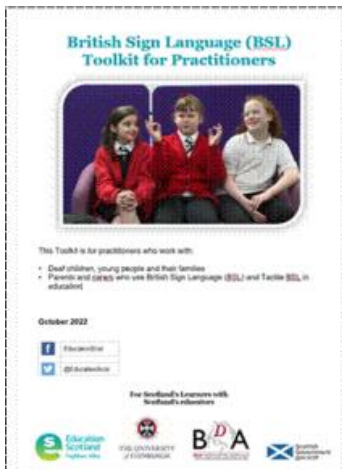 British Sign Language (BSL)
Toolkit for Practitioners
This Toolkit is for practitioners who work with:
• Deaf children, young people and their families
• Parents and carers who use British Sign Language (BSL) and Tactile BSL in
education
October 2022
For Scotland's Learners with
Scotland's educators
Education
Scotland
THE UNIVERSITY
of EDINBURGH
BDA
Scottish
Government
gov.scot